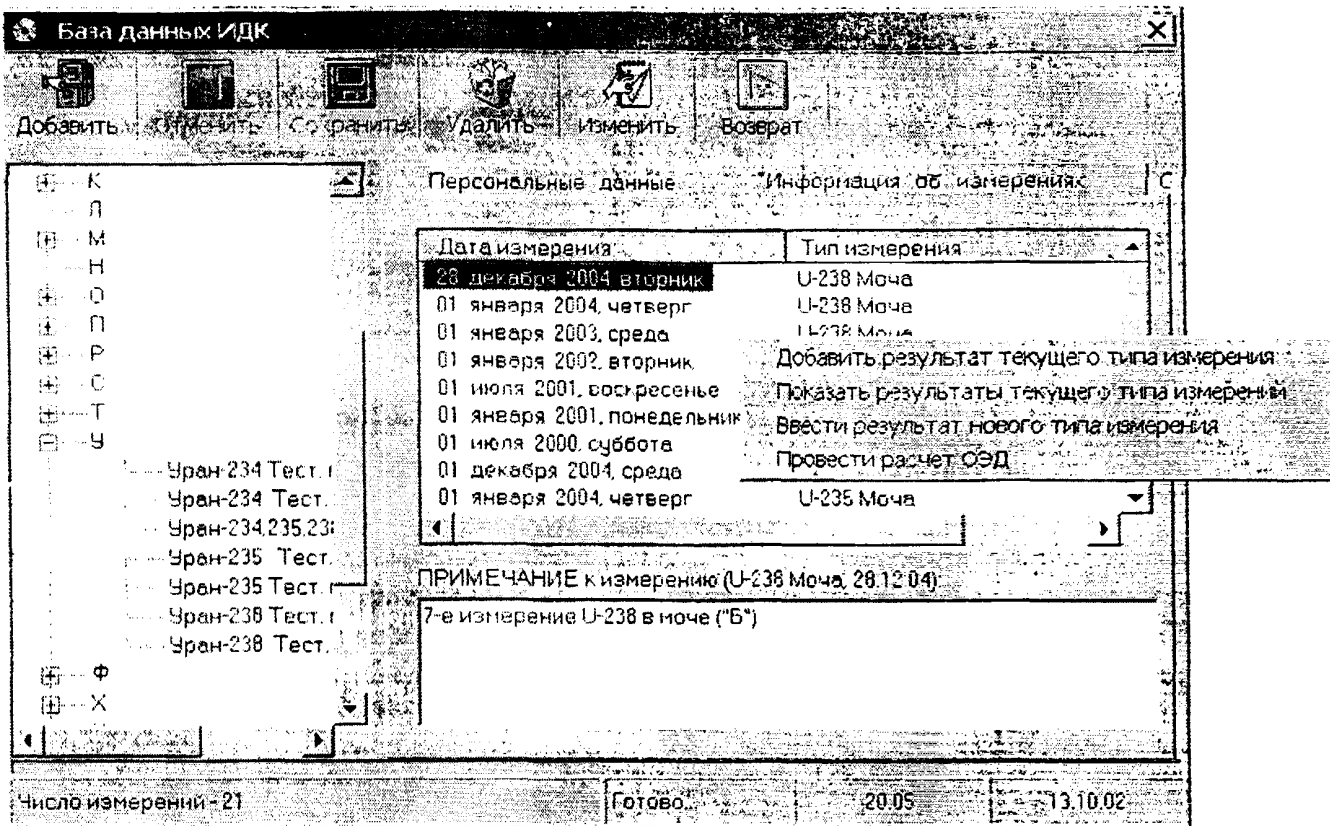 База данных ИДК
Добавить Отменить Сохранить Удалить Изменить Возврат
К
Л
М
Н
О
П
Р
С
Т
У
Уран-234 Тест.
Уран-234 Тест.
Уран-234,235,23
Уран-235 Тест.
Уран-235 Тест.
Уран-238 Тест.
Уран-238 Тест.
Ф
Х
Персональные данные Информация об измерениях С
Дата измерения Тип измерения
28 декабря 2004 вторник U-238 Моча
01 января 2004, четверг U-238 Моча
01 января 2003, среда U-238 Моча
01 января 2002, вторник
01 июля 2001, воскресенье
01 января 2001, понедельник
01 июля 2000, суббота
01 декабря 2004, среда
01 января 2004, четверг U-235 Моча
Добавить результат текущего типа измерения
Показать результаты текущего типа измерений
Ввести результат нового типа измерения
Провести расчет ОЭД
ПРИМЕЧАНИЕ к измерению (U-238 Моча, 28.12.04):
7-е измерение U-238 в моче ("Б")
Число измерений - 21 Готово... 20:05 13.10.02